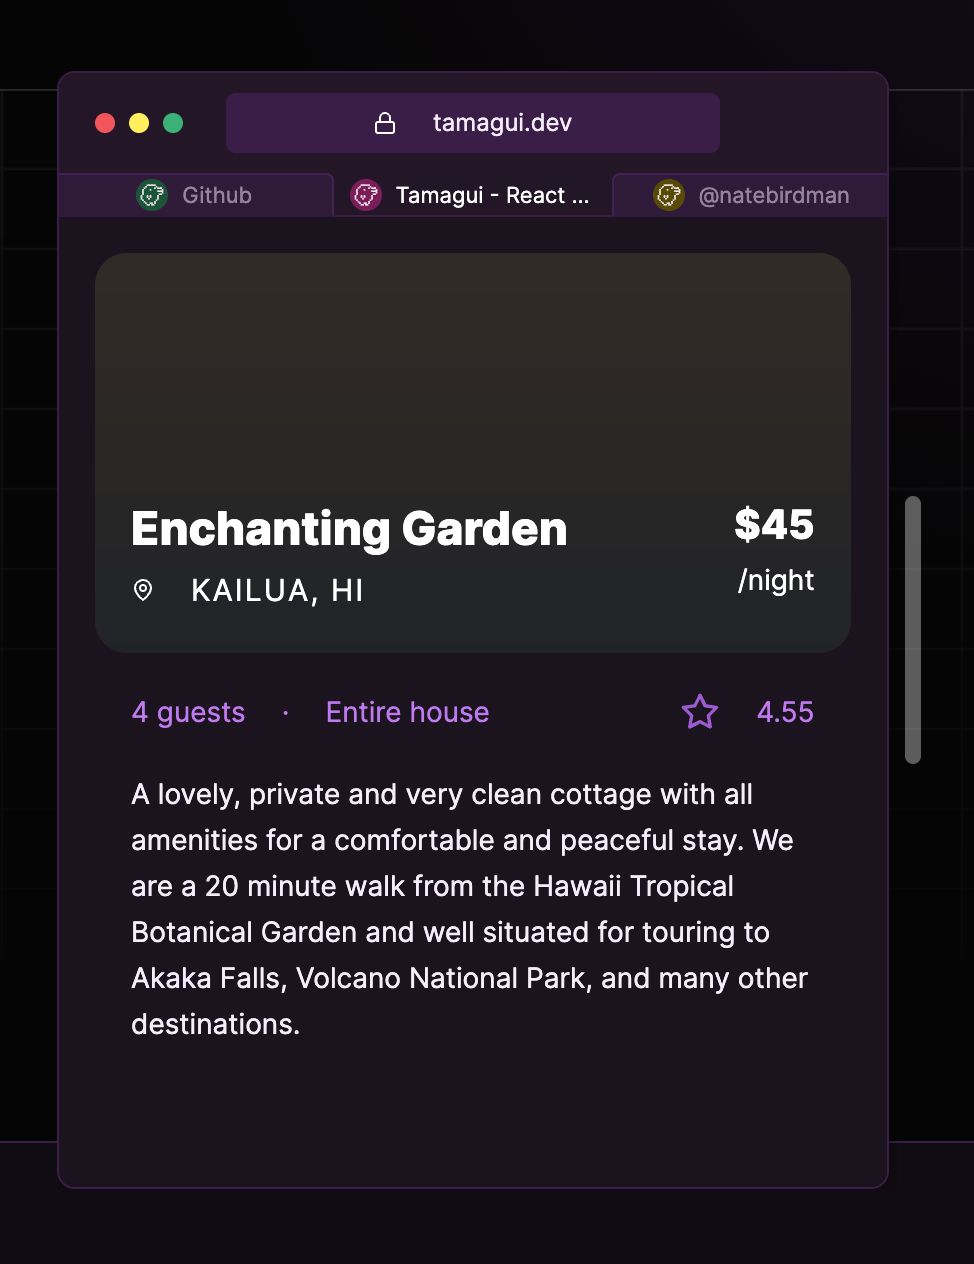 tamagui.dev
Github
Tamagui - React ...
@natebirdman
Enchanting Garden
$45
KAILUA, HI
/night
4 guests · Entire house
4.55
A lovely, private and very clean cottage with all
amenities for a comfortable and peaceful stay. We
are a 20 minute walk from the Hawaii Tropical
Botanical Garden and well situated for touring to
Akaka Falls, Volcano National Park, and many other
destinations.